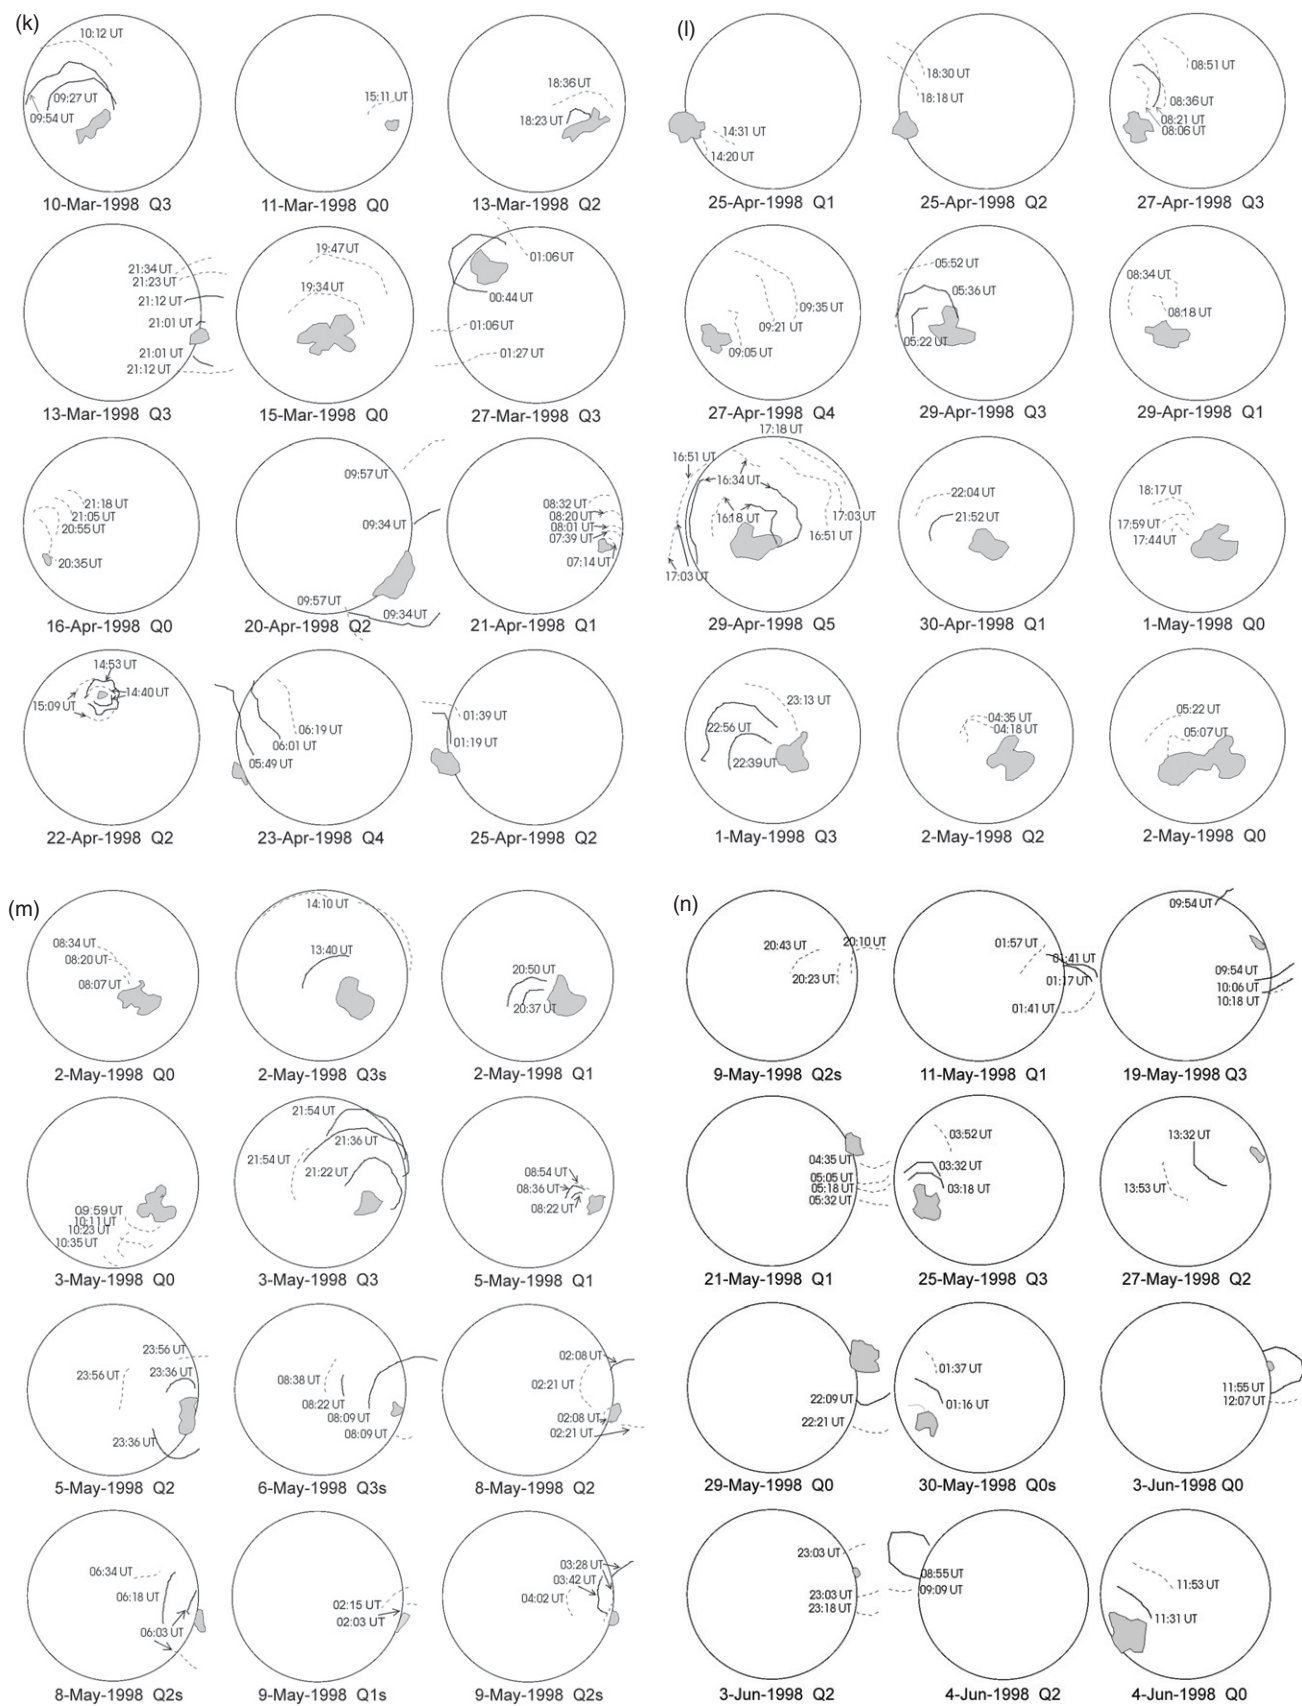 (k)
10:12 UT
09:27 UT
09:54 UT
10-Mar-1998 Q3
15:11 UT
11-Mar-1998 Q0
18:36 UT
18:23 UT
13-Mar-1998 Q2
21:34 UT
21:23 UT
21:12 UT
21:01 UT
21:01 UT
21:12 UT
13-Mar-1998 Q3
19:47 UT
19:34 UT
15-Mar-1998 Q0
01:06 UT
00:44 UT
01:06 UT
01:27 UT
27-Mar-1998 Q3
21:18 UT
21:05 UT
20:55 UT
20:35 UT
16-Apr-1998 Q0
09:57 UT
09:34 UT
09:57 UT
09:34 UT
20-Apr-1998 Q2
08:32 UT
08:20 UT
08:01 UT
07:39 UT
07:14 UT
21-Apr-1998 Q1
14:53 UT
14:40 UT
15:09 UT
22-Apr-1998 Q2
06:19 UT
06:01 UT
05:49 UT
23-Apr-1998 Q4
01:39 UT
01:19 UT
25-Apr-1998 Q2
(l)
14:31 UT
14:20 UT
25-Apr-1998 Q1
18:30 UT
18:18 UT
25-Apr-1998 Q2
08:51 UT
08:36 UT
08:21 UT
08:06 UT
27-Apr-1998 Q3
09:35 UT
09:21 UT
09:05 UT
27-Apr-1998 Q4
05:52 UT
05:36 UT
05:22 UT
29-Apr-1998 Q3
08:34 UT
08:18 UT
29-Apr-1998 Q1
17:18 UT
16:51 UT
16:34 UT
16:18 UT
17:03 UT
16:51 UT
17:03 UT
29-Apr-1998 Q5
22:04 UT
21:52 UT
30-Apr-1998 Q1
18:17 UT
17:59 UT
17:44 UT
1-May-1998 Q0
23:13 UT
22:56 UT
22:39 UT
1-May-1998 Q3
04:35 UT
04:18 UT
2-May-1998 Q2
05:22 UT
05:07 UT
2-May-1998 Q0
(m)
08:34 UT
08:20 UT
08:07 UT
2-May-1998 Q0
14:10 UT
13:40 UT
2-May-1998 Q3s
20:50 UT
20:37 UT
2-May-1998 Q1
09:59 UT
10:11 UT
10:23 UT
10:35 UT
3-May-1998 Q0
21:54 UT
21:36 UT
21:54 UT
21:22 UT
3-May-1998 Q3
08:54 UT
08:36 UT
08:22 UT
5-May-1998 Q1
23:56 UT
23:56 UT
23:36 UT
23:36 UT
5-May-1998 Q2
08:38 UT
08:22 UT
08:09 UT
08:09 UT
6-May-1998 Q3s
02:08 UT
02:21 UT
02:08 UT
02:21 UT
8-May-1998 Q2
06:34 UT
06:18 UT
06:03 UT
8-May-1998 Q2s
02:15 UT
02:03 UT
9-May-1998 Q1s
03:28 UT
03:42 UT
04:02 UT
9-May-1998 Q2s
(n)
20:43 UT
20:10 UT
20:23 UT
9-May-1998 Q2s
01:57 UT
01:41 UT
01:17 UT
01:41 UT
11-May-1998 Q1
09:54 UT
09:54 UT
10:06 UT
10:18 UT
19-May-1998 Q3
04:35 UT
05:05 UT
05:18 UT
05:32 UT
21-May-1998 Q1
03:52 UT
03:32 UT
03:18 UT
25-May-1998 Q3
13:32 UT
13:53 UT
27-May-1998 Q2
22:09 UT
22:21 UT
29-May-1998 Q0
01:37 UT
01:16 UT
30-May-1998 Q0s
11:55 UT
12:07 UT
3-Jun-1998 Q0
23:03 UT
23:03 UT
23:18 UT
3-Jun-1998 Q2
08:55 UT
09:09 UT
4-Jun-1998 Q2
11:53 UT
11:31 UT
4-Jun-1998 Q0